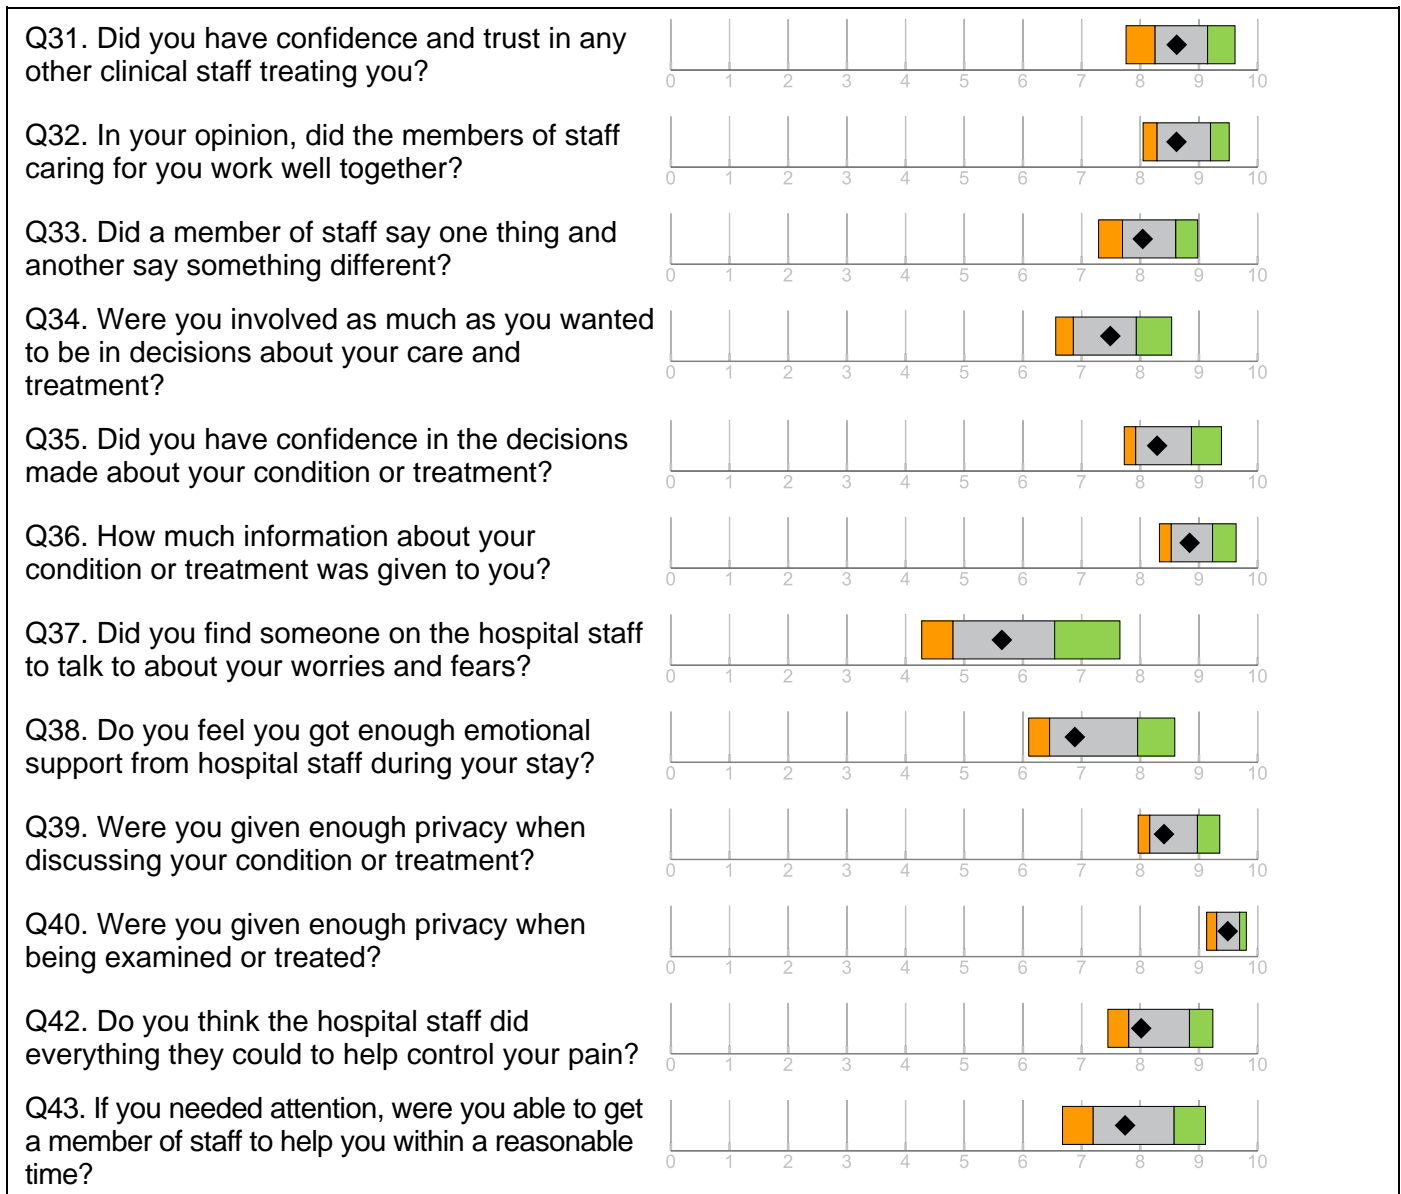 Q31. Did you have confidence and trust in any
other clinical staff treating you?
0 1 2 3 4 5 6 7 8 9 10
Q32. In your opinion, did the members of staff
caring for you work well together?
0 1 2 3 4 5 6 7 8 9 10
Q33. Did a member of staff say one thing and
another say something different?
0 1 2 3 4 5 6 7 8 9 10
Q34. Were you involved as much as you wanted
to be in decisions about your care and
treatment?
0 1 2 3 4 5 6 7 8 9 10
Q35. Did you have confidence in the decisions
made about your condition or treatment?
0 1 2 3 4 5 6 7 8 9 10
Q36. How much information about your
condition or treatment was given to you?
0 1 2 3 4 5 6 7 8 9 10
Q37. Did you find someone on the hospital staff
to talk to about your worries and fears?
0 1 2 3 4 5 6 7 8 9 10
Q38. Do you feel you got enough emotional
support from hospital staff during your stay?
0 1 2 3 4 5 6 7 8 9 10
Q39. Were you given enough privacy when
discussing your condition or treatment?
0 1 2 3 4 5 6 7 8 9 10
Q40. Were you given enough privacy when
being examined or treated?
0 1 2 3 4 5 6 7 8 9 10
Q42. Do you think the hospital staff did
everything they could to help control your pain?
0 1 2 3 4 5 6 7 8 9 10
Q43. If you needed attention, were you able to get
a member of staff to help you within a reasonable
time?
0 1 2 3 4 5 6 7 8 9 10